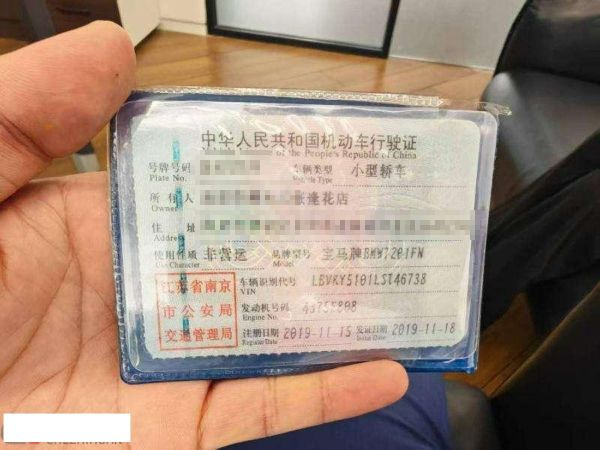 中华人民共和国机动车行驶证
of the People's Republic of China
号牌号码 车辆类型 小型轿车
Plate No. Vehicle Type
所有人 张逢花店
Owner
住 址
Address
使用性质 非营运 品牌型号 宝马牌BMW7201FN
Use Character Model
江苏省南京
市公安局
交通管理局
车辆识别代号 LBVKY5101LST46738
VIN
发动机号码
Engine No.
注册日期 2019-11-15 发证日期 2019-11-18
Register Date Issue Date